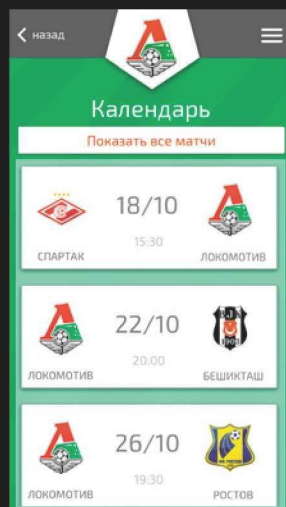 назад
Календарь
Показать все матчи
18/10
15:30
СПАРТАК
ЛОКОМОТИВ
22/10
20:00
ЛОКОМОТИВ
БЕШИКТАШ
26/10
19:30
ЛОКОМОТИВ
РОСТОВ